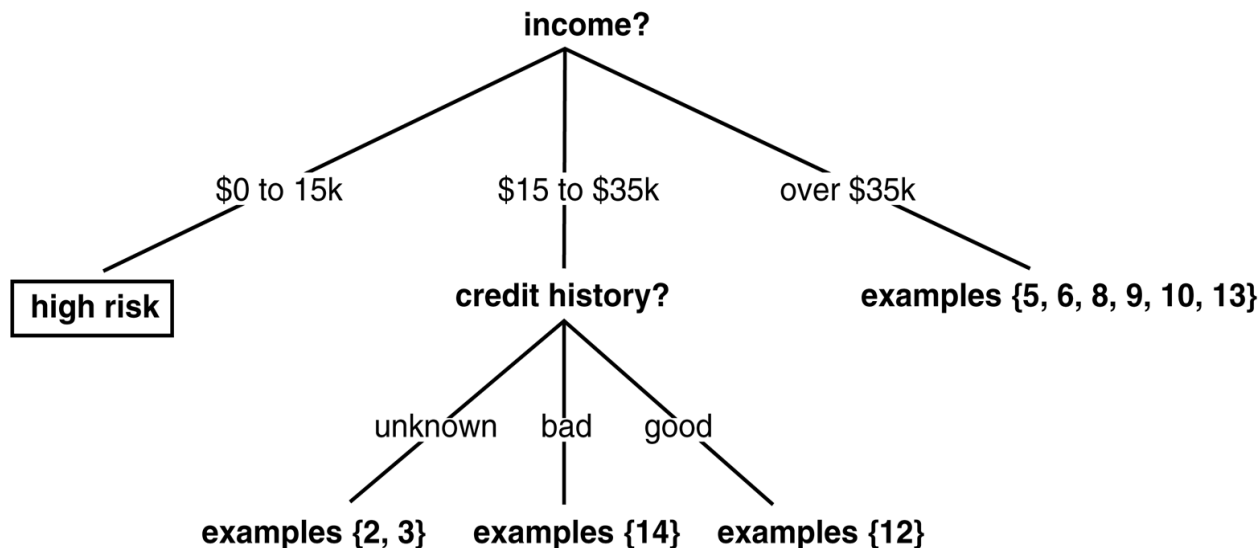 income?
$0 to 15k
$15 to $35k
over $35k
high risk
credit history?
examples {5, 6, 8, 9, 10, 13}
unknown
bad
good
examples {2, 3}
examples {14}
examples {12}